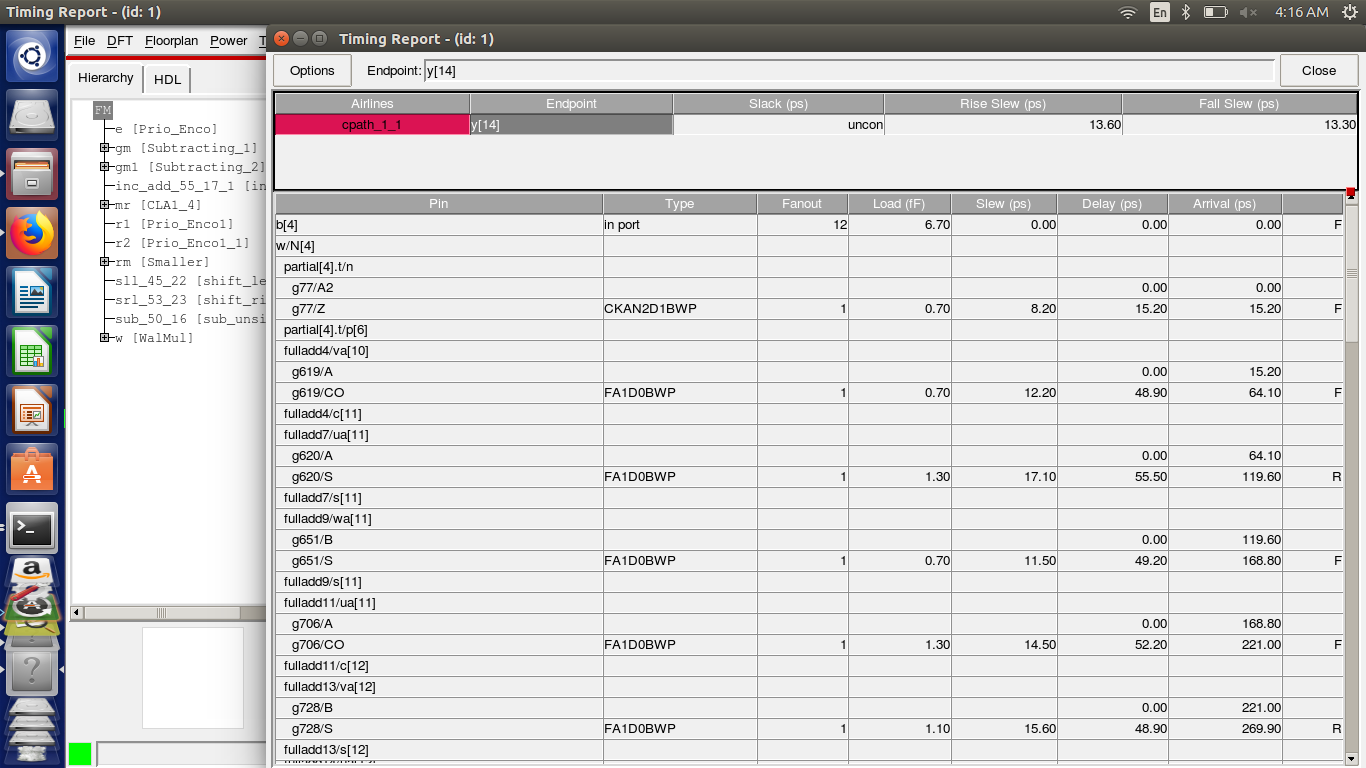 Timing Report - (id: 1)
En
4:16 AM
File DFT Floorplan Power T
Hierarchy HDL
FM
e [Prio_Enco]
gm [Subtracting_1]
gm1 [Subtracting_2]
inc_add_55_17_1 [in
mr [CLA1_4]
r1 [Prio_Enco1]
r2 [Prio_Enco1_1]
rm [Smaller]
sll_45_22 [shift_le
srl_53_23 [shift_ri
sub_50_16 [sub_unsi
w [WalMul]
Timing Report - (id: 1)
Options Endpoint: y[14] Close
Airlines Endpoint Slack (ps) Rise Slew (ps) Fall Slew (ps)
cpath_1_1 y[14] uncon 13.60 13.30
Pin Type Fanout Load (fF) Slew (ps) Delay (ps) Arrival (ps)
b[4] in port 12 6.70 0.00 0.00 0.00 F
w/N[4]
partial[4].t/n
g77/A2 0.00 0.00
g77/Z CKAN2D1BWP 1 0.70 8.20 15.20 15.20 F
partial[4].t/p[6]
fulladd4/va[10]
g619/A 0.00 15.20
g619/CO FA1D0BWP 1 0.70 12.20 48.90 64.10 F
fulladd4/c[11]
fulladd7/ua[11]
g620/A 0.00 64.10
g620/S FA1D0BWP 1 1.30 17.10 55.50 119.60 R
fulladd7/s[11]
fulladd9/wa[11]
g651/B 0.00 119.60
g651/S FA1D0BWP 1 0.70 11.50 49.20 168.80 F
fulladd9/s[11]
fulladd11/ua[11]
g706/A 0.00 168.80
g706/CO FA1D0BWP 1 1.30 14.50 52.20 221.00 F
fulladd11/c[12]
fulladd13/va[12]
g728/B 0.00 221.00
g728/S FA1D0BWP 1 1.10 15.60 48.90 269.90 R
fulladd13/s[12]